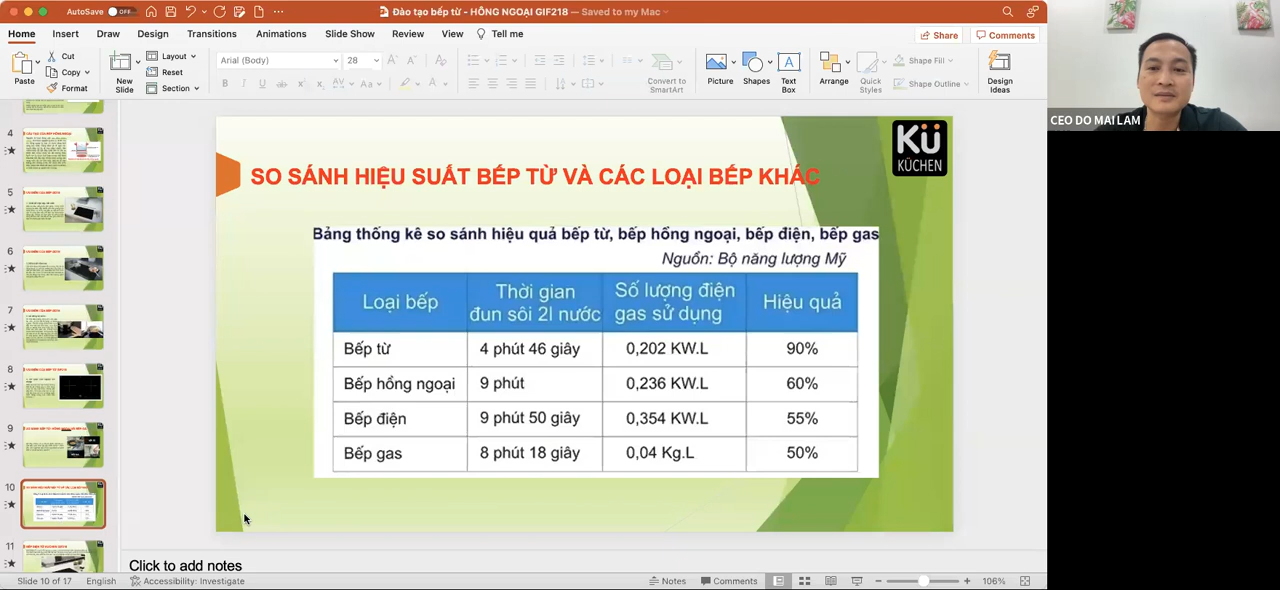 AutoSave OFF
Đào tạo bếp từ - HỒNG NGOẠI GIF218 — Saved to my Mac
Home Insert Draw Design Transitions Animations Slide Show Review View Tell me
Share Comments
Paste Cut Copy Format
New Slide
Layout Reset Section
Arial (Body) 28
Convert to SmartArt
Picture Shapes Text Box
Arrange Quick Styles
Shape Fill
Shape Outline
Design Ideas
CEO DO MAI LAM
4
5
6
7
8
9
10
11
KÜ
KÜCHEN
SO SÁNH HIỆU SUẤT BẾP TỪ VÀ CÁC LOẠI BẾP KHÁC
Bảng thống kê so sánh hiệu quả bếp từ, bếp hồng ngoại, bếp điện, bếp gas
Nguồn: Bộ năng lượng Mỹ
Loại bếp Thời gian đun sôi 2l nước Số lượng điện gas sử dụng Hiệu quả
Bếp từ 4 phút 46 giây 0,202 KW.L 90%
Bếp hồng ngoại 9 phút 0,236 KW.L 60%
Bếp điện 9 phút 50 giây 0,354 KW.L 55%
Bếp gas 8 phút 18 giây 0,04 Kg.L 50%
Click to add notes
Slide 10 of 17 English Accessibility: Investigate Notes Comments 106%